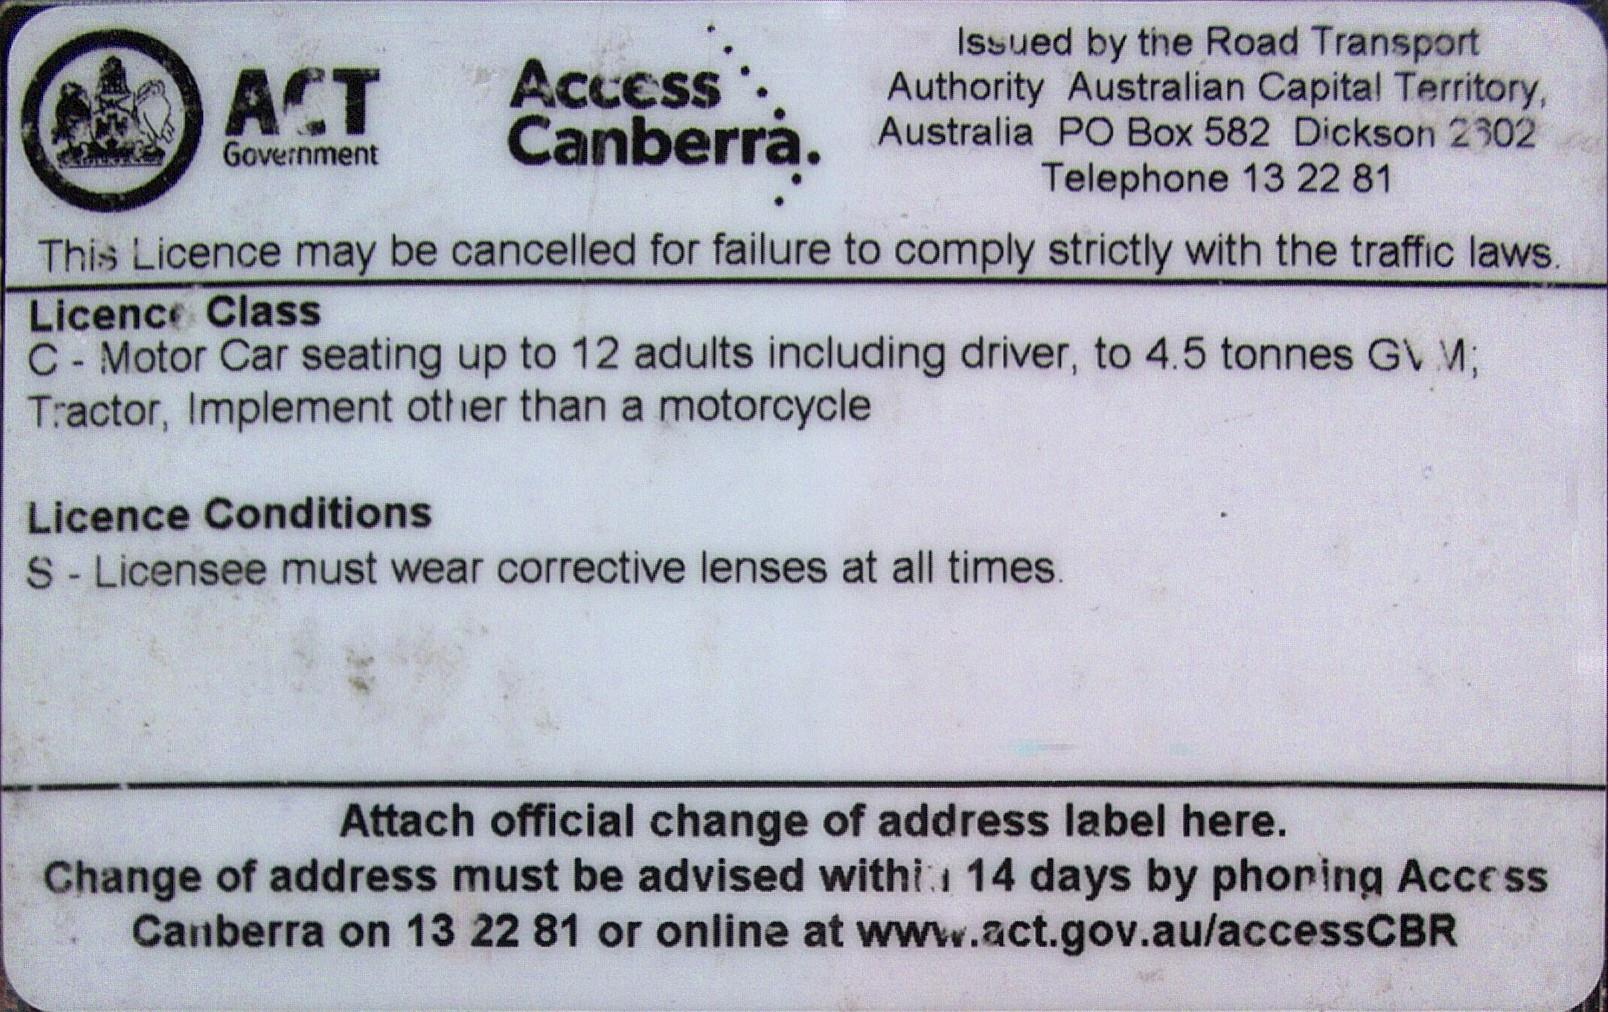 ACT
Government
Access
Canberra.
Issued by the Road Transport
Authority Australian Capital Territory,
Australia PO Box 582 Dickson 2602
Telephone 13 22 81
This Licence may be cancelled for failure to comply strictly with the traffic laws.
Licence Class
C - Motor Car seating up to 12 adults including driver, to 4.5 tonnes GVM;
Tractor, Implement other than a motorcycle
Licence Conditions
S - Licensee must wear corrective lenses at all times.
Attach official change of address label here.
Change of address must be advised within 14 days by phoning Access
Canberra on 13 22 81 or online at www.act.gov.au/accessCBR